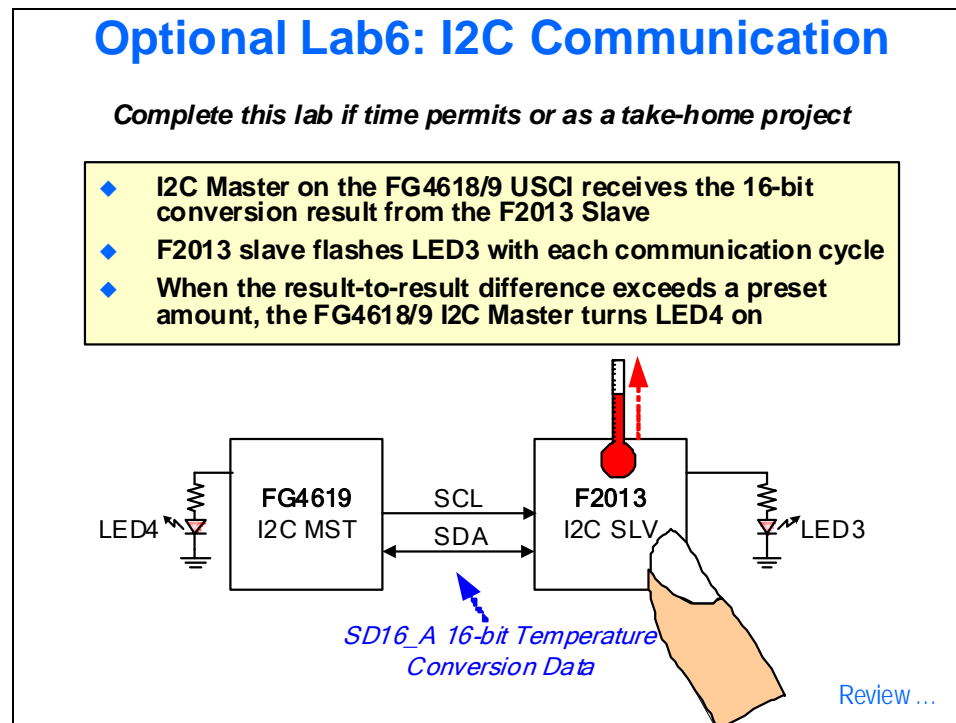 Optional Lab6: I2C Communication
Complete this lab if time permits or as a take-home project
◆ I2C Master on the FG4618/9 USCI receives the 16-bit
conversion result from the F2013 Slave
◆ F2013 slave flashes LED3 with each communication cycle
◆ When the result-to-result difference exceeds a preset
amount, the FG4618/9 I2C Master turns LED4 on
FG4619
I2C MST
LED4
SCL
SDA
F2013
I2C SLV
LED3
SD16_A 16-bit Temperature
Conversion Data
Review ...